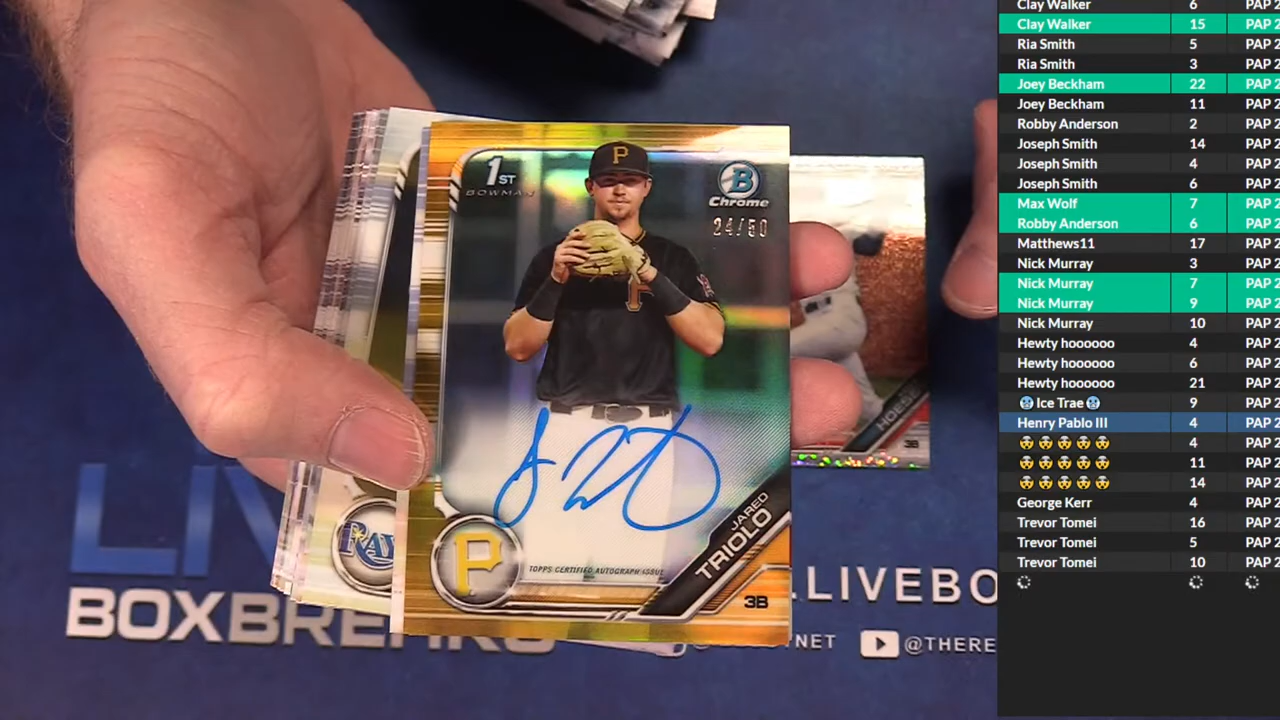 P
1ST
BOWMAN
B
Chrome
24/50
JARED
TRIOLO
3B
P
TOPPS CERTIFIED AUTOGRAPH ISSUE
RAYS
3B
LIVE
BOXBREAKS
.LIVEBO
NET
@THERE
Clay Walker 6 PAP 2
Clay Walker 15 PAP 2
Ria Smith 5 PAP 2
Ria Smith 3 PAP 2
Joey Beckham 22 PAP 2
Joey Beckham 11 PAP 2
Robby Anderson 2 PAP 2
Joseph Smith 14 PAP 2
Joseph Smith 4 PAP 2
Joseph Smith 6 PAP 2
Max Wolf 7 PAP 2
Robby Anderson 6 PAP 2
Matthews11 17 PAP 2
Nick Murray 3 PAP 2
Nick Murray 7 PAP 2
Nick Murray 9 PAP 2
Nick Murray 10 PAP 2
Hewty hoooooo 4 PAP 2
Hewty hoooooo 6 PAP 2
Hewty hoooooo 21 PAP 2
🥶 Ice Trae 🥶 9 PAP 2
Henry Pablo III 4 PAP 2
🤯 🤯 🤯 🤯 🤯 4 PAP 2
🤯 🤯 🤯 🤯 🤯 11 PAP 2
🤯 🤯 🤯 🤯 🤯 14 PAP 2
George Kerr 4 PAP 2
Trevor Tomei 16 PAP 2
Trevor Tomei 5 PAP 2
Trevor Tomei 10 PAP 2